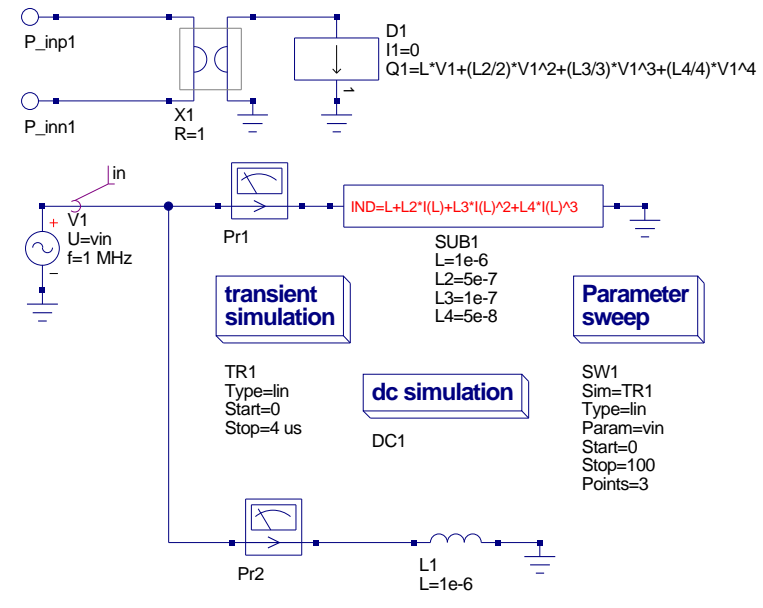 P_inp1
D1
I1=0
Q1=L*V1+(L2/2)*V1^2+(L3/3)*V1^3+(L4/4)*V1^4
1
P_inn1
X1
R=1
in
+
V1
U=vin
f=1 MHz
−
Pr1
IND=L+L2*I(L)+L3*I(L)^2+L4*I(L)^3
SUB1
L=1e-6
L2=5e-7
L3=1e-7
L4=5e-8
transient
simulation
TR1
Type=lin
Start=0
Stop=4 us
dc simulation
DC1
Parameter
sweep
SW1
Sim=TR1
Type=lin
Param=vin
Start=0
Stop=100
Points=3
Pr2
L1
L=1e-6